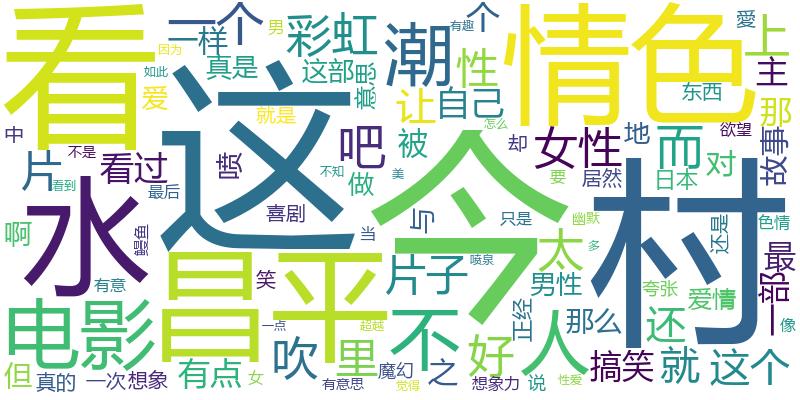 看 一个 一样 真是 因为 彩虹 这部 男 潮 有趣 个 性 情色 爱 上 主
如此 爱 就是 意思 让 自己 怎么 东西 那
这 今 村
中 不是 看过 片 看到 最后 喷 吧 不知 做 被 美 却 女性 地 而 要 居然 欲望 对 日本 故事
水 鳗鱼 喜剧 当 与 只是 太 幽默 多 还是 色情
啊 有意 昌平 笑 片子 喷泉 男性 夸张 最
电影 超越 不 正经 那么 爱情 一部
但 真的 一次 想象 有点 女 吹 一点 里 有意思 魔幻 觉得 之 好 想象力 说 人 性爱 搞笑 还 就 这个 像